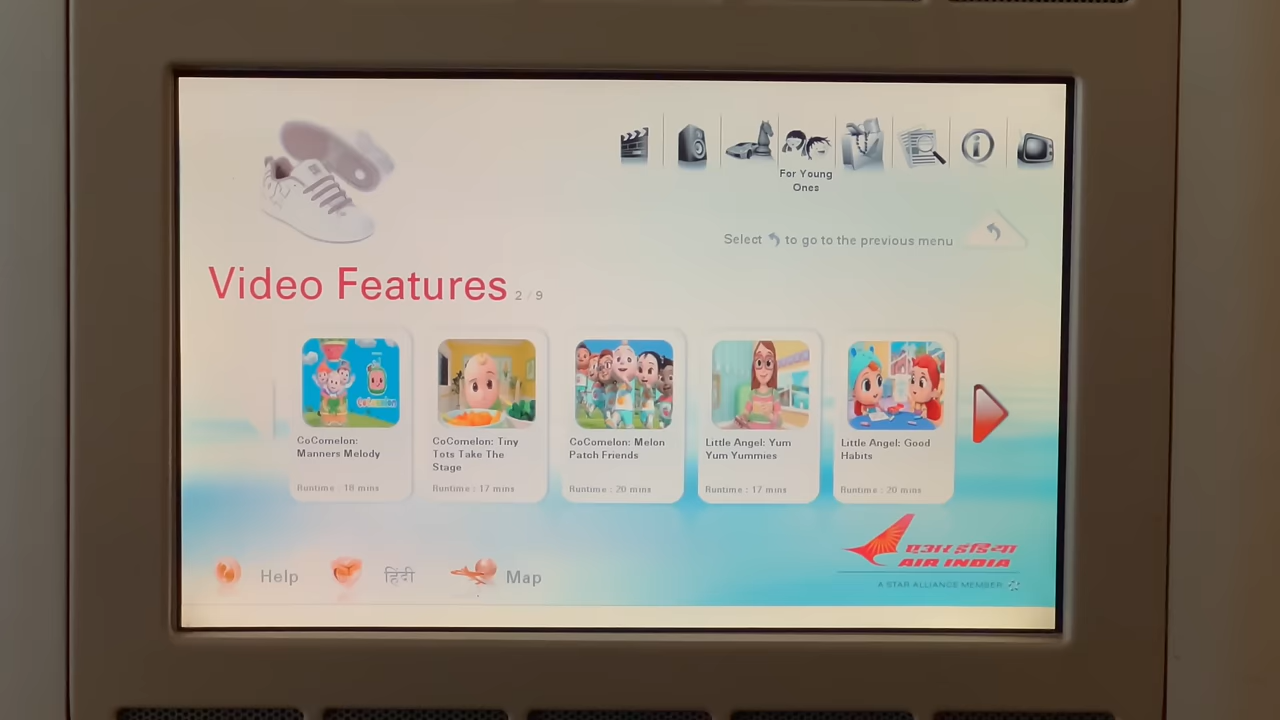 For Young
Ones
Select to go to the previous menu
Video Features 2 / 9
CoComelon
CoComelon:
Manners Melody
Runtime : 18 mins
CoComelon: Tiny
Tots Take The
Stage
Runtime : 17 mins
CoComelon: Melon
Patch Friends
Runtime : 20 mins
Little Angel: Yum
Yum Yummies
Runtime : 17 mins
Little Angel: Good
Habits
Runtime : 20 mins
Help
हिंदी
Map
एअर इंडिया
AIR INDIA
A STAR ALLIANCE MEMBER